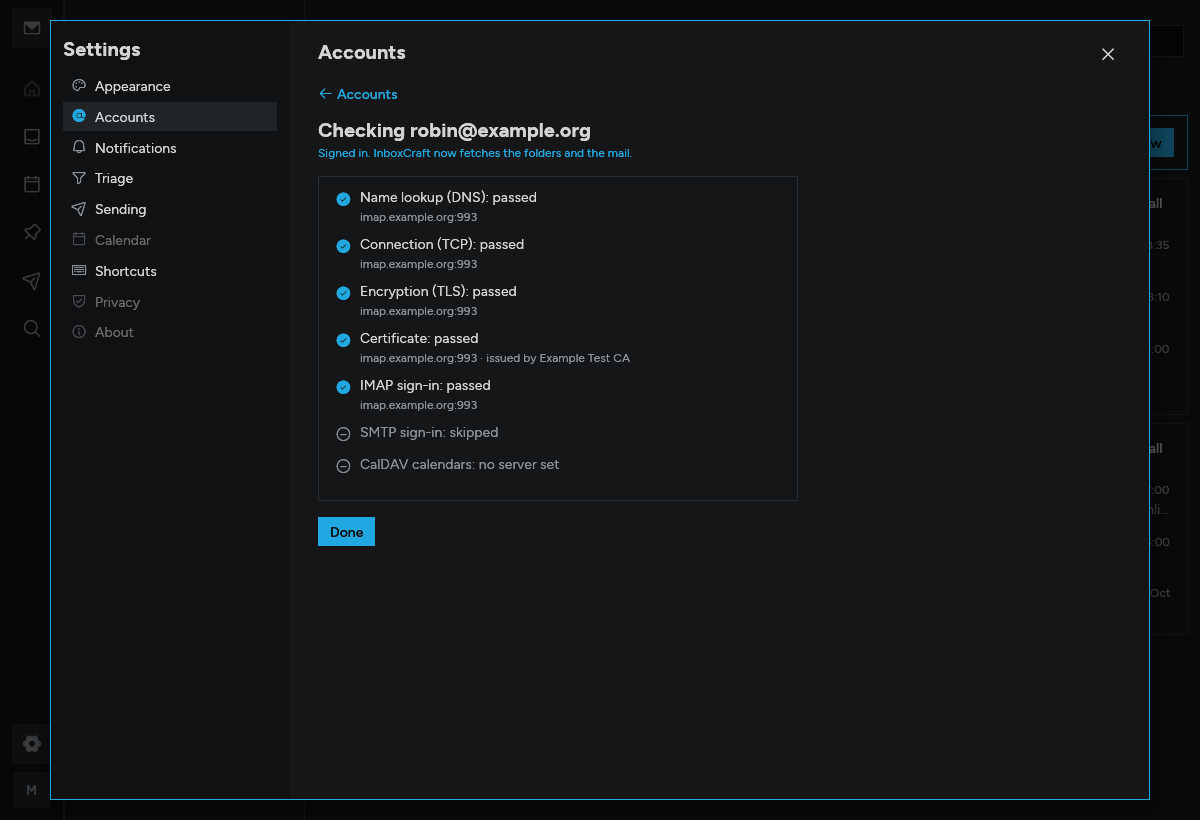 Settings
Appearance
Accounts
Notifications
Triage
Sending
Calendar
Shortcuts
Privacy
About
M
Accounts
← Accounts
Checking robin@example.org
Signed in. InboxCraft now fetches the folders and the mail.
Name lookup (DNS): passed
imap.example.org:993
Connection (TCP): passed
imap.example.org:993
Encryption (TLS): passed
imap.example.org:993
Certificate: passed
imap.example.org:993 · issued by Example Test CA
IMAP sign-in: passed
imap.example.org:993
SMTP sign-in: skipped
CalDAV calendars: no server set
Done
Oct